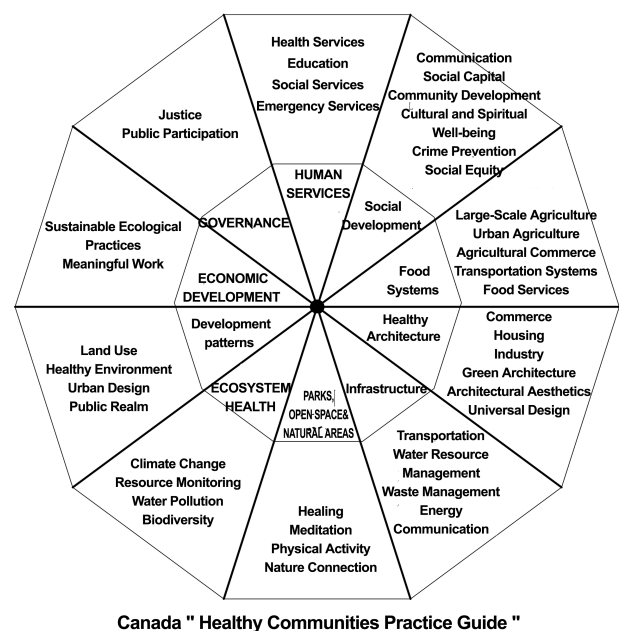 Health Services
Education
Social Services
Emergency Services
HUMAN
SERVICES
Communication
Social Capital
Community Development
Cultural and Spiritual
Well-being
Crime Prevention
Social Equity
Social
Development
Large-Scale Agriculture
Urban Agriculture
Agricultural Commerce
Transportation Systems
Food Services
Food
Systems
Commerce
Housing
Industry
Green Architecture
Architectural Aesthetics
Universal Design
Healthy
Architecture
Transportation
Water Resource
Management
Waste Management
Energy
Communication
Infrastructure
Healing
Meditation
Physical Activity
Nature Connection
PARKS,
OPEN SPACE&
NATURAL AREAS
Climate Change
Resource Monitoring
Water Pollution
Biodiversity
ECOSYSTEM
HEALTH
Land Use
Healthy Environment
Urban Design
Public Realm
Development
patterns
Sustainable Ecological
Practices
Meaningful Work
ECONOMIC
DEVELOPMENT
Justice
Public Participation
GOVERNANCE
Canada " Healthy Communities Practice Guide "